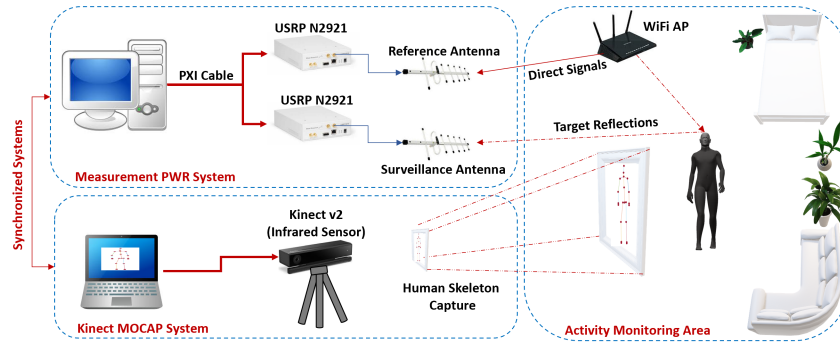 USRP N2921
Reference Antenna
WiFi AP
PXI Cable
Direct Signals
USRP N2921
Target Reflections
Surveillance Antenna
Measurement PWR System
Synchronized Systems
Kinect v2
(Infrared Sensor)
Human Skeleton
Capture
Kinect MOCAP System
Activity Monitoring Area